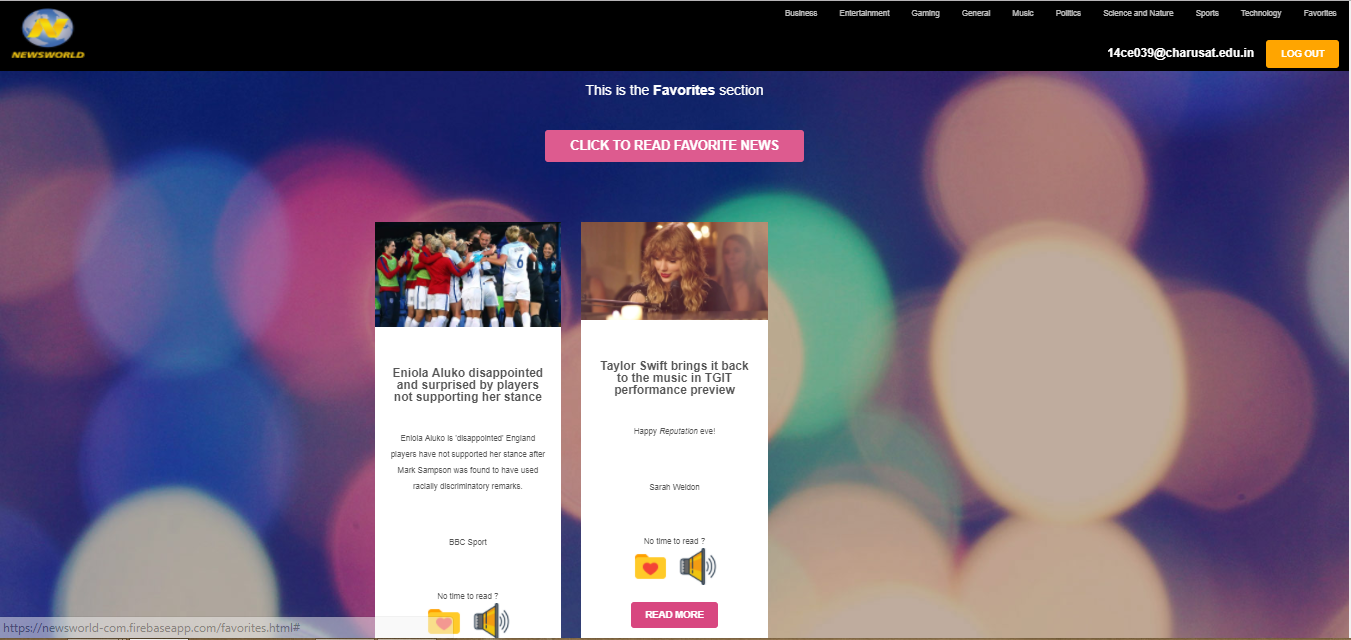 Business Entertainment Gaming General Music Politics Science and Nature Sports Technology Favorites
N
NEWSWORLD
14ce039@charusat.edu.in LOG OUT
This is the Favorites section
CLICK TO READ FAVORITE NEWS
6
Eniola Aluko disappointed
and surprised by players
not supporting her stance
Eniola Aluko is 'disappointed' England
players have not supported her stance after
Mark Sampson was found to have used
racially discriminatory remarks.
BBC Sport
No time to read ?
Taylor Swift brings it back
to the music in TGIT
performance preview
Happy Reputation eve!
Sarah Weldon
No time to read ?
READ MORE
https://newsworld-com.firebaseapp.com/favorites.html#